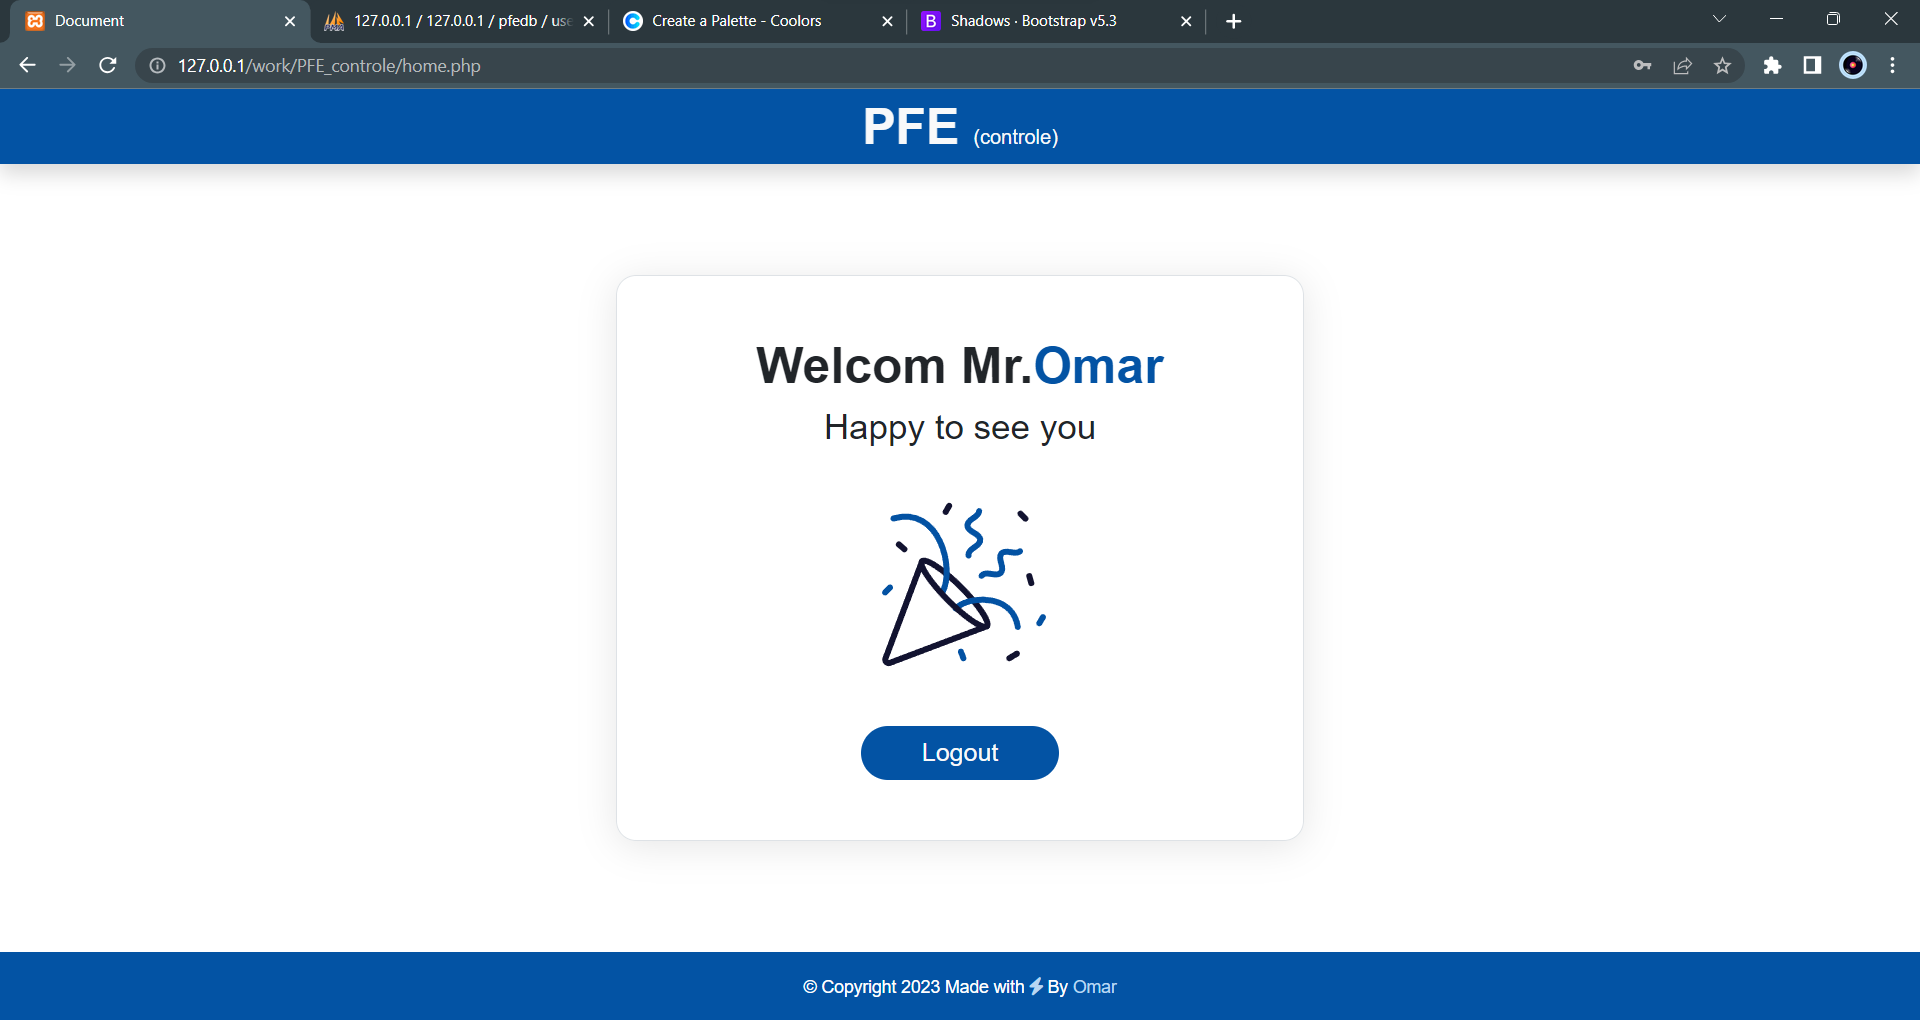 Document
127.0.0.1 / 127.0.0.1 / pfedb / use
Create a Palette - Coolors
B
Shadows · Bootstrap v5.3
127.0.0.1/work/PFE_controle/home.php
PFE (controle)
Welcom Mr.Omar
Happy to see you
Logout
© Copyright 2023 Made with By Omar